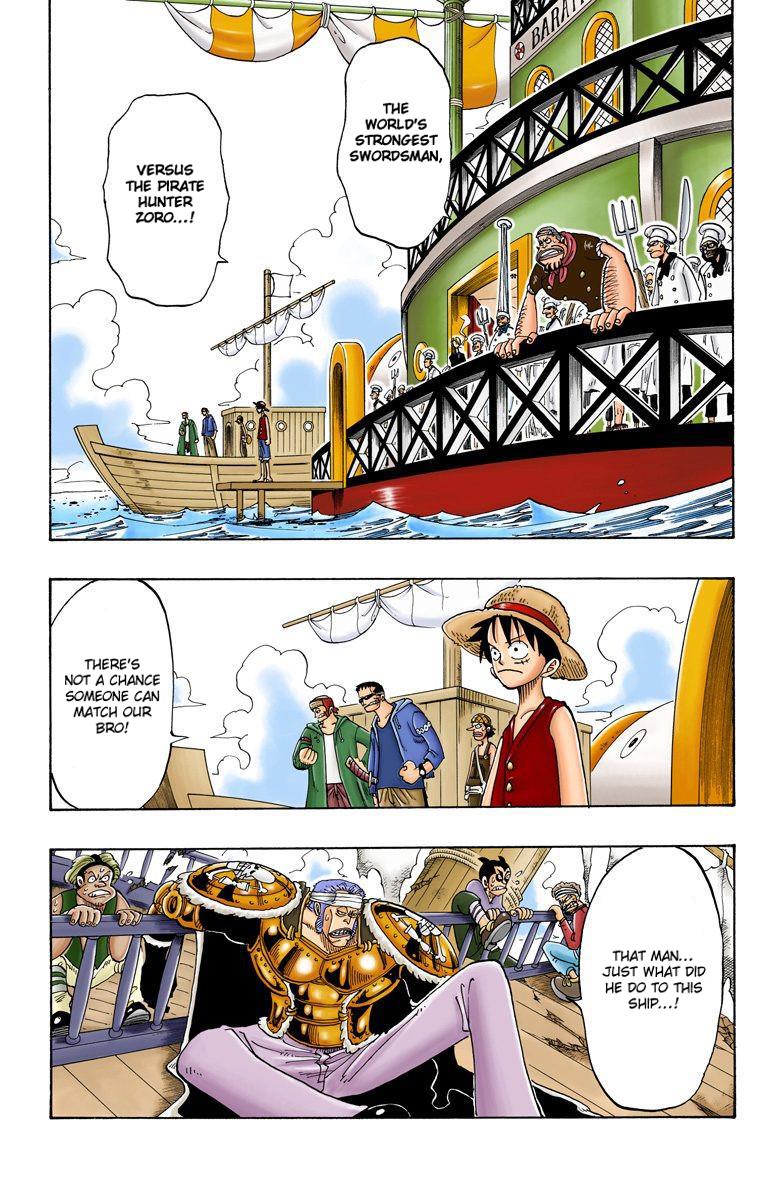 THE
WORLD'S
STRONGEST
SWORDSMAN,
VERSUS
THE PIRATE
HUNTER
ZORO...!
THERE'S
NOT A CHANCE
SOMEONE CAN
MATCH OUR
BRO!
THAT MAN...
JUST WHAT DID
HE DO TO THIS
SHIP...!